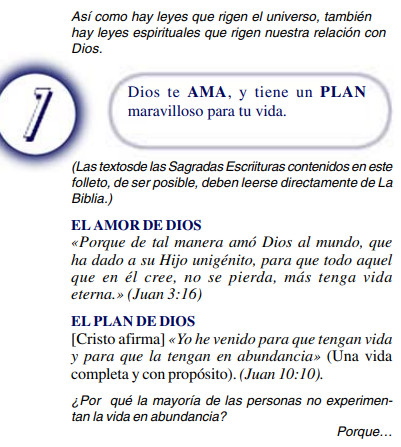 Así como hay leyes que rigen el universo, también
hay leyes espirituales que rigen nuestra relación con
Dios.
1
Dios te AMA, y tiene un PLAN
maravilloso para tu vida.
(Las textosde las Sagradas Escriituras contenidos en este
folleto, de ser posible, deben leerse directamente de La
Biblia.)
EL AMOR DE DIOS
«Porque de tal manera amó Dios al mundo, que
ha dado a su Hijo unigénito, para que todo aquel
que en él cree, no se pierda, más tenga vida
eterna.» (Juan 3:16)
EL PLAN DE DIOS
[Cristo afirma] «Yo he venido para que tengan vida
y para que la tengan en abundancia» (Una vida
completa y con propósito). (Juan 10:10).
¿Por qué la mayoría de las personas no experimen-
tan la vida en abundancia?
Porque…